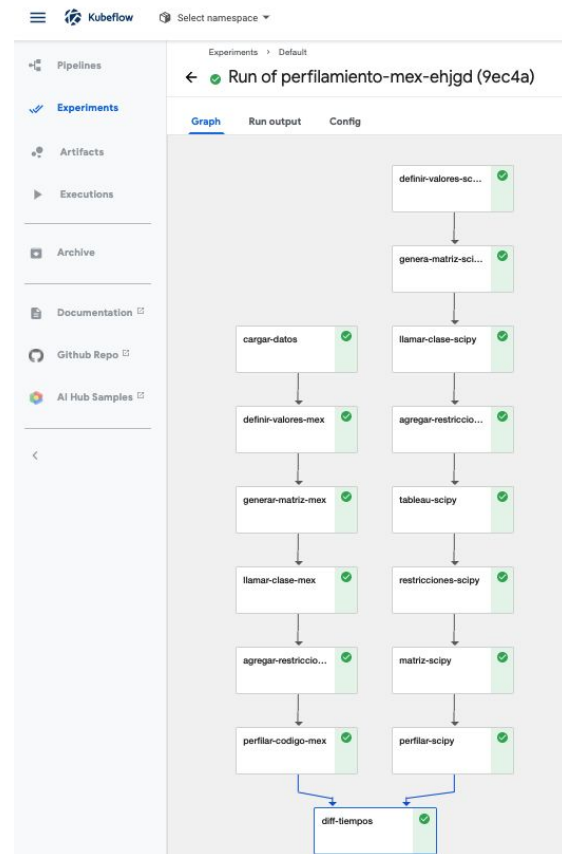 Kubeflow
Select namespace
Pipelines
Experiments
Artifacts
Executions
Archive
Documentation
Github Repo
AI Hub Samples
Experiments > Default
Run of perfilamiento-mex-ehjgd (9ec4a)
Graph Run output Config
definir-valores-sc...
genera-matriz-sci...
cargar-datos llamar-clase-scipy
definir-valores-mex agregar-restriccio...
generar-matriz-mex tableau-scipy
llamar-clase-mex restricciones-scipy
agregar-restriccio... matriz-scipy
perfilar-codigo-mex perfilar-scipy
diff-tiempos